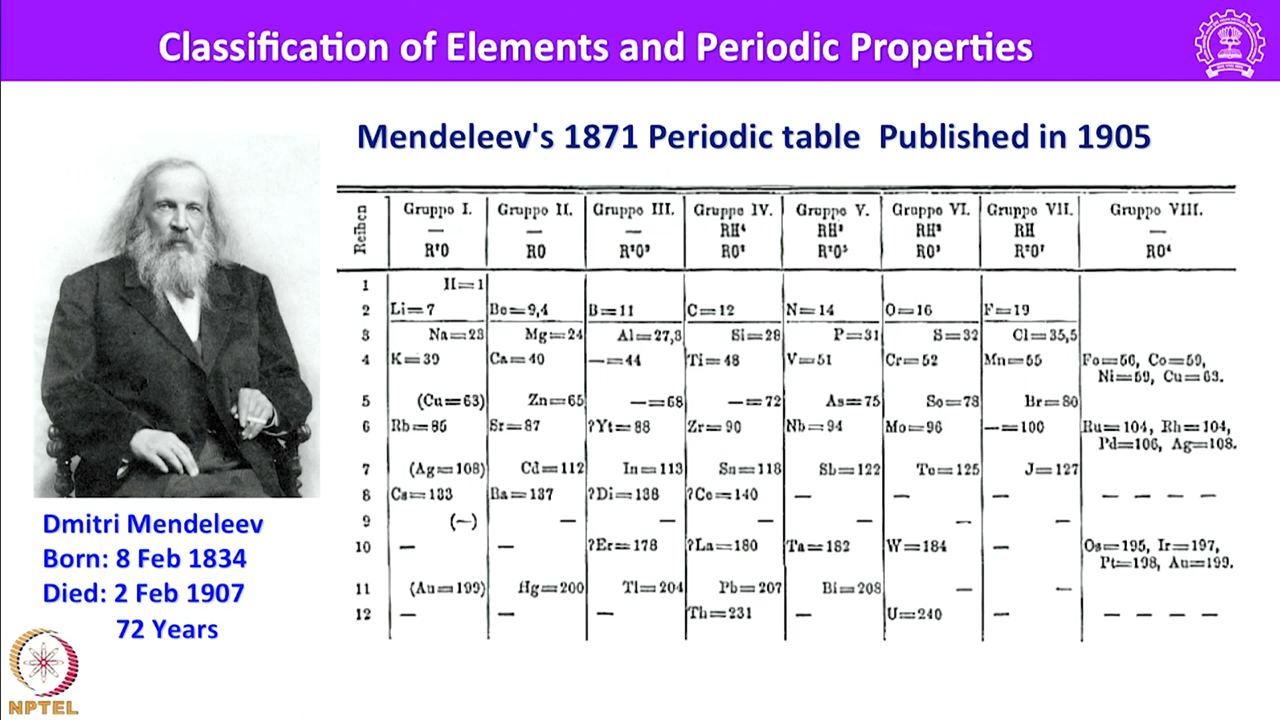 Classification of Elements and Periodic Properties
Mendeleev's 1871 Periodic table Published in 1905
Reihen Gruppo I. Gruppo II. Gruppo III. Gruppo IV. Gruppo V. Gruppo VI. Gruppo VII. Gruppo VIII.
— — — RH⁴ RH³ RH² RH —
R²O RO R²O³ RO² R²O⁵ RO³ R²O⁷ RO⁴
1 H=1
2 Li=7 Be=9,4 B=11 C=12 N=14 O=16 F=19
3 Na=23 Mg=24 Al=27,3 Si=28 P=31 S=32 Cl=35,5
4 K=39 Ca=40 —=44 Ti=48 V=51 Cr=52 Mn=55 Fe=56, Co=59,
Ni=59, Cu=63.
5 (Cu=63) Zn=65 —=68 —=72 As=75 Se=78 Br=80
6 Rb=85 Sr=87 ?Yt=88 Zr=90 Nb=94 Mo=96 —=100 Ru=104, Rh=104,
Pd=106, Ag=108.
7 (Ag=108) Cd=112 In=113 Sn=118 Sb=122 Te=125 J=127
8 Cs=133 Ba=137 ?Di=138 ?Ce=140 — — — — — — —
9 (—) — — — — — —
10 — — ?Er=178 ?La=180 Ta=182 W=184 — Os=195, Ir=197,
Pt=198, Au=199.
11 (Au=199) Hg=200 Tl=204 Pb=207 Bi=208 — —
12 — — — Th=231 — U=240 — — — — —
Dmitri Mendeleev
Born: 8 Feb 1834
Died: 2 Feb 1907
72 Years
NPTEL